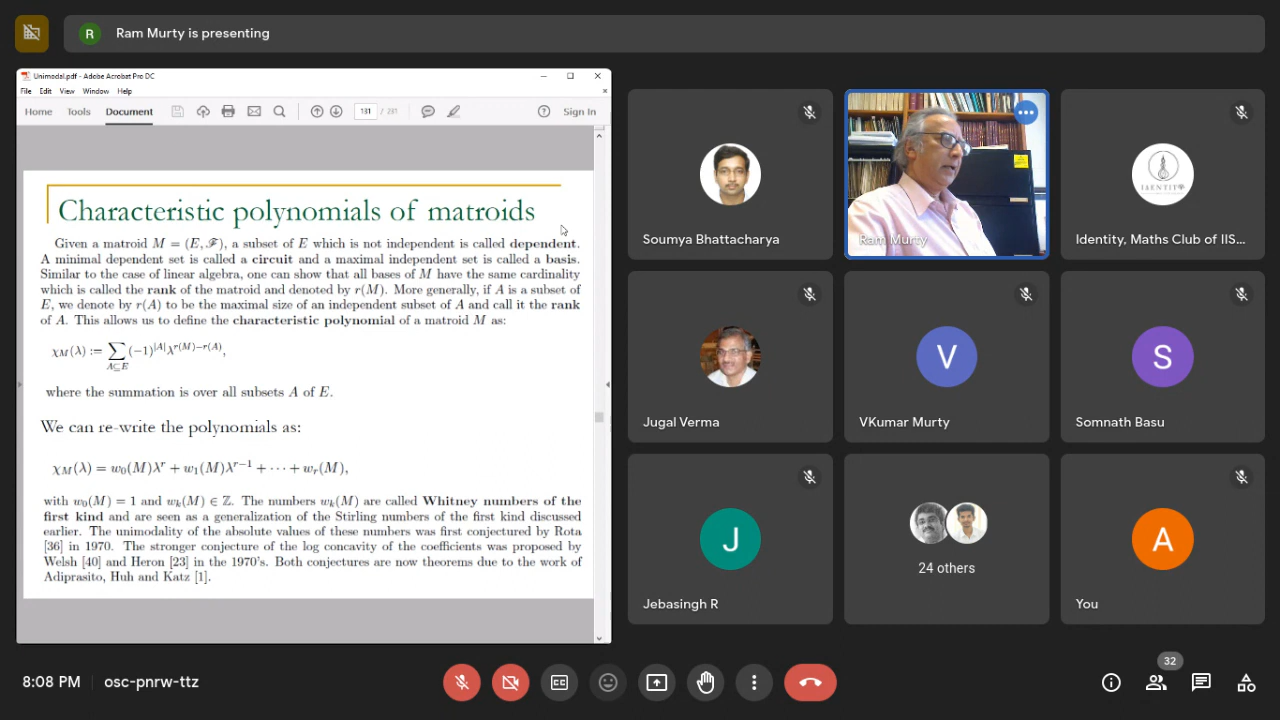 R Ram Murty is presenting
Unimodal.pdf - Adobe Acrobat Pro DC
File Edit View Window Help
Home Tools Document 131 / 231 Sign In
Characteristic polynomials of matroids
Given a matroid M = (E, ℱ), a subset of E which is not independent is called dependent.
A minimal dependent set is called a circuit and a maximal independent set is called a basis.
Similar to the case of linear algebra, one can show that all bases of M have the same cardinality
which is called the rank of the matroid and denoted by r(M). More generally, if A is a subset of
E, we denote by r(A) to be the maximal size of an independent subset of A and call it the rank
of A. This allows us to define the characteristic polynomial of a matroid M as:
χ_M(λ) := ∑_{A⊆E} (−1)^{|A|} λ^{r(M)−r(A)},
where the summation is over all subsets A of E.
We can re-write the polynomials as:
χ_M(λ) = w_0(M)λ^r + w_1(M)λ^{r−1} + ⋯ + w_r(M),
with w_0(M) = 1 and w_k(M) ∈ ℤ. The numbers w_k(M) are called Whitney numbers of the
first kind and are seen as a generalization of the Stirling numbers of the first kind discussed
earlier. The unimodality of the absolute values of these numbers was first conjectured by Rota
[36] in 1970. The stronger conjecture of the log concavity of the coefficients was proposed by
Welsh [40] and Heron [23] in the 1970's. Both conjectures are now theorems due to the work of
Adiprasito, Huh and Katz [1].
Soumya Bhattacharya
Ram Murty
IDENTITY
Identity, Maths Club of IIS...
Jugal Verma
V
VKumar Murty
S
Somnath Basu
J
Jebasingh R
24 others
A
You
8:08 PM osc-pnrw-ttz
CC
32